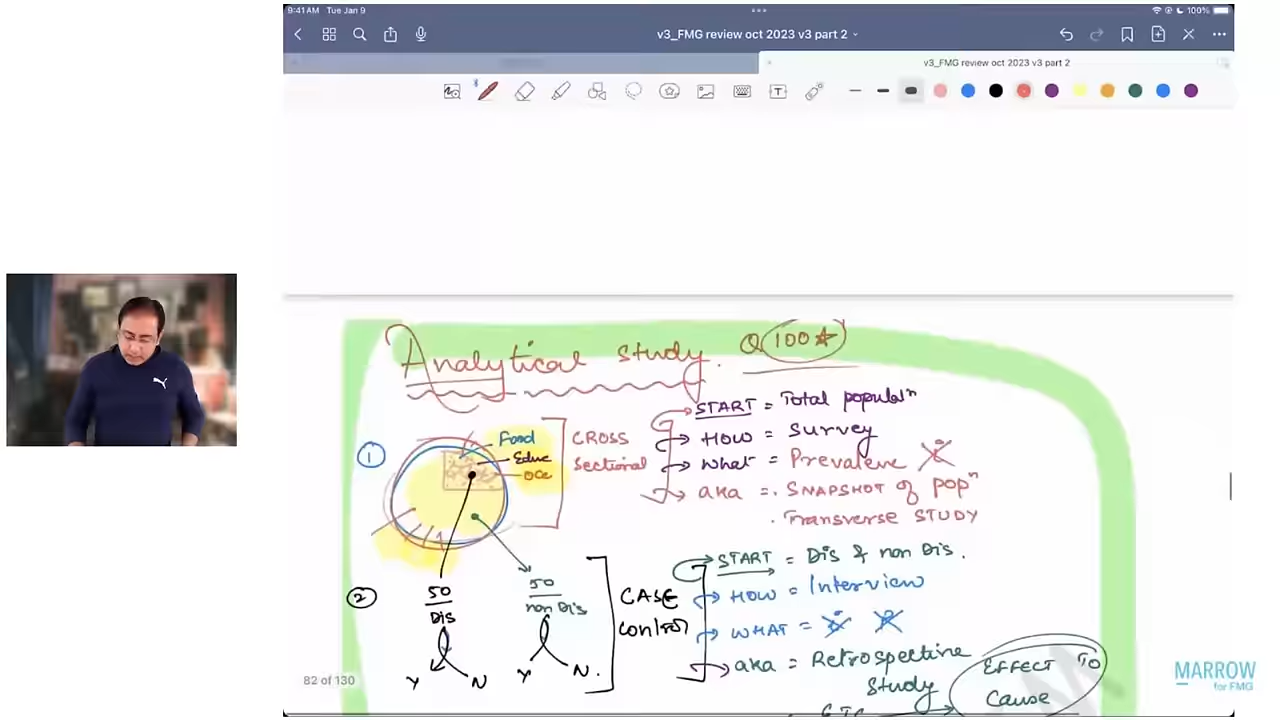 9:41 AM Tue Jan 9
100%
v3_FMG review oct 2023 v3 part 2
v3_FMG review oct 2023 v3 part 2
T
Analytical study. Q 100
1
Food
Educ
Occ
CROSS
Sectional
START = Total populaⁿ
HOW = Survey
What = Prevalence
aka = . SNAPSHOT of popⁿ
. Transverse STUDY
2
50
Dis
Y N
50
non Dis
Y N.
CASE
Control
START = Dis & non Dis.
HOW = Interview
WHAT =
aka = Retrospective
Study
EFFECT TO
Cause
82 of 130
MARROW
for FMG